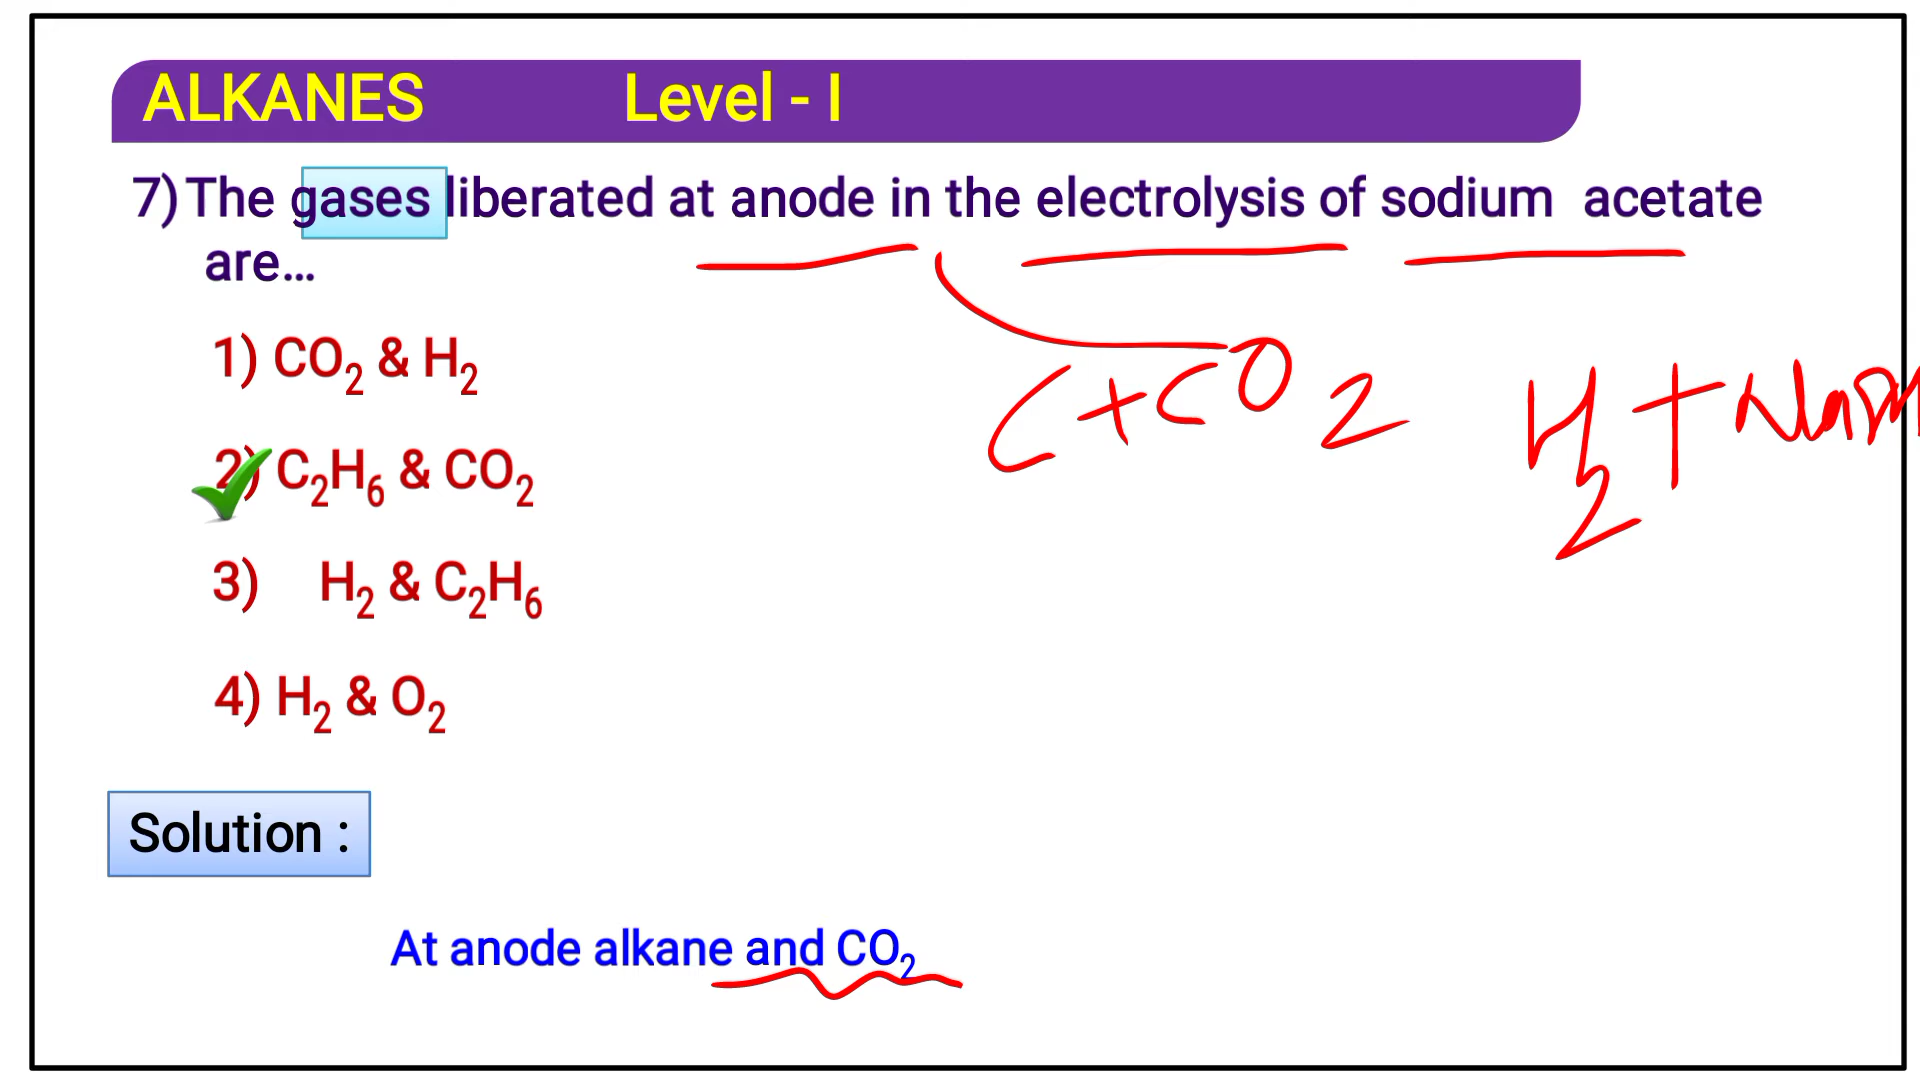 ALKANES Level - I
7) The gases liberated at anode in the electrolysis of sodium acetate
are...
1) CO₂ & H₂
C + CO₂ H₂ +
2) C₂H₆ & CO₂
3) H₂ & C₂H₆
4) H₂ & O₂
Solution :
At anode alkane and CO₂